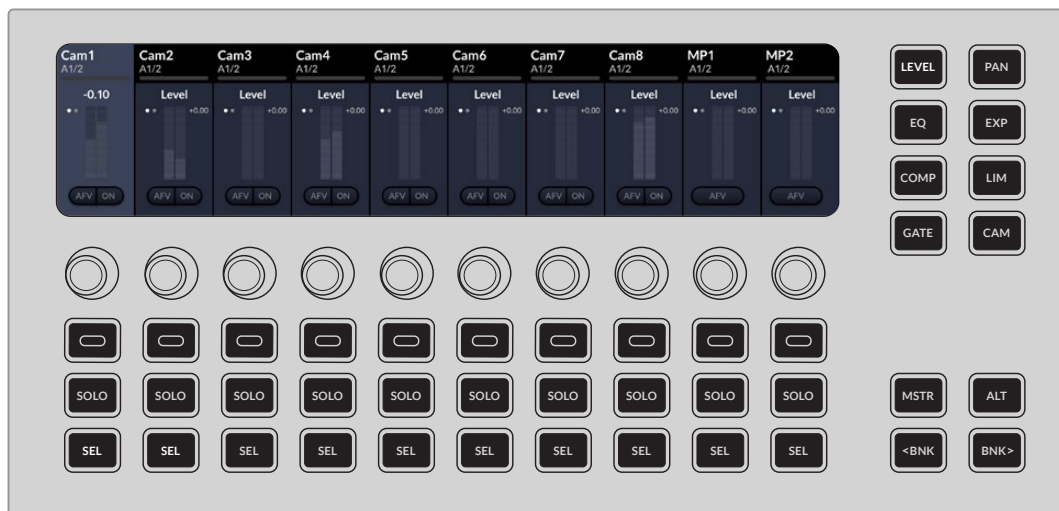 Cam1 Cam2 Cam3 Cam4 Cam5 Cam6 Cam7 Cam8 MP1 MP2
A1/2 A1/2 A1/2 A1/2 A1/2 A1/2 A1/2 A1/2 A1/2 A1/2
-0.10 Level Level Level Level Level Level Level Level Level
+0.00 +0.00 +0.00 +0.00 +0.00 +0.00 +0.00 +0.00 +0.00
AFV ON AFV ON AFV ON AFV ON AFV ON AFV ON AFV ON AFV ON AFV AFV
LEVEL PAN
EQ EXP
COMP LIM
GATE CAM
SOLO SOLO SOLO SOLO SOLO SOLO SOLO SOLO SOLO SOLO
SEL SEL SEL SEL SEL SEL SEL SEL SEL SEL
MSTR ALT
<BNK BNK>